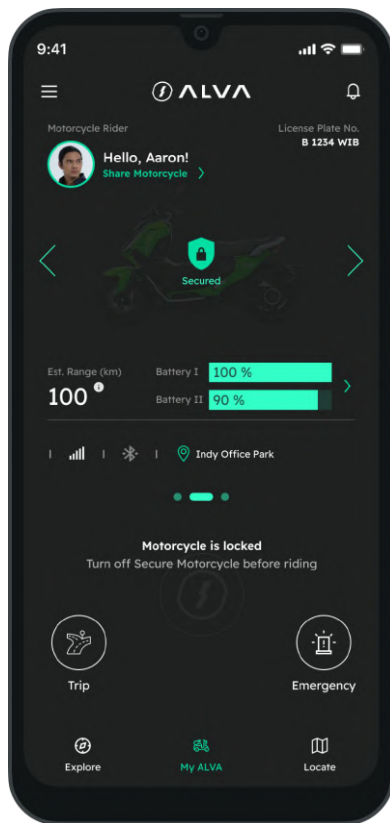 9:41
ALVA
Motorcycle Rider
License Plate No.
B 1234 WIB
Hello, Aaron!
Share Motorcycle
Secured
Est. Range (km)
100
Battery I 100 %
Battery II 90 %
Indy Office Park
Motorcycle is locked
Turn off Secure Motorcycle before riding
Trip
Emergency
Explore
My ALVA
Locate